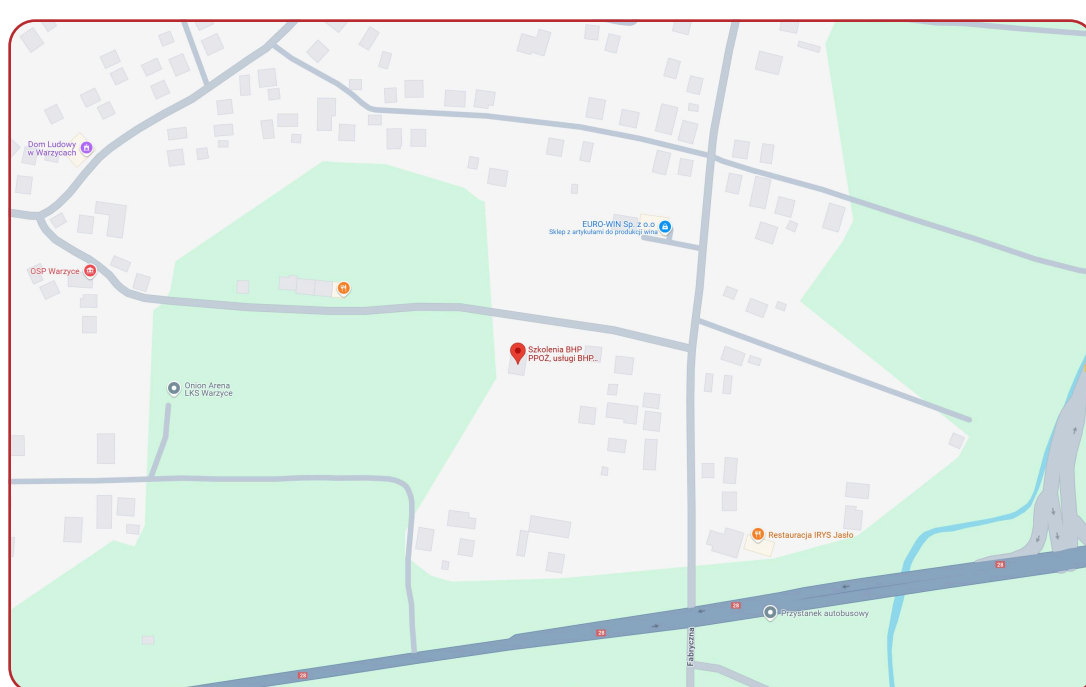 Dom Ludowy
w Warzycach
EURO-WIN Sp. z o.o
Sklep z artykułami do produkcji wina
OSP Warzyce
Szkolenia BHP
PPOŻ, usługi BHP...
Onion Arena
LKS Warzyce
Restauracja IRYS Jasło
28
28
Przystanek autobusowy
28
Fabryczna
28